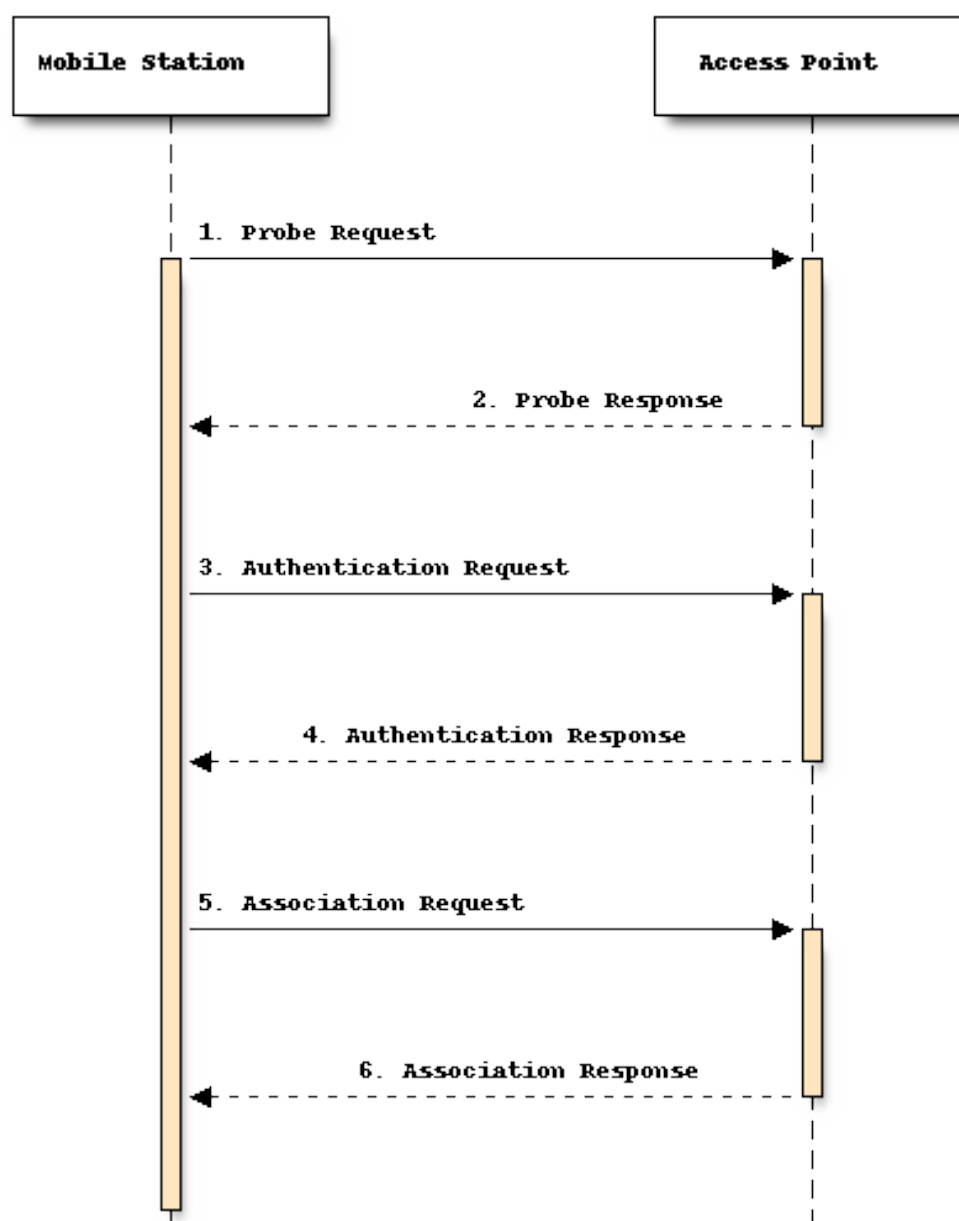 Mobile Station
Access Point
1. Probe Request
2. Probe Response
3. Authentication Request
4. Authentication Response
5. Association Request
6. Association Response